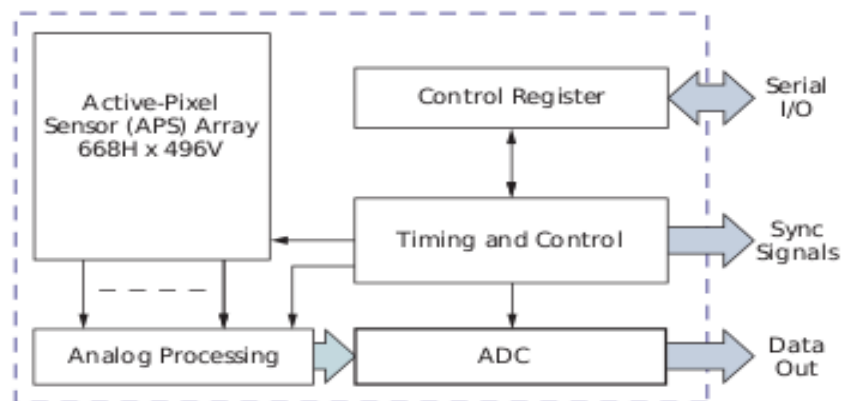 Active-Pixel
Sensor (APS) Array
668H x 496V
Control Register
Serial
I/O
Timing and Control
Sync
Signals
Analog Processing
ADC
Data
Out